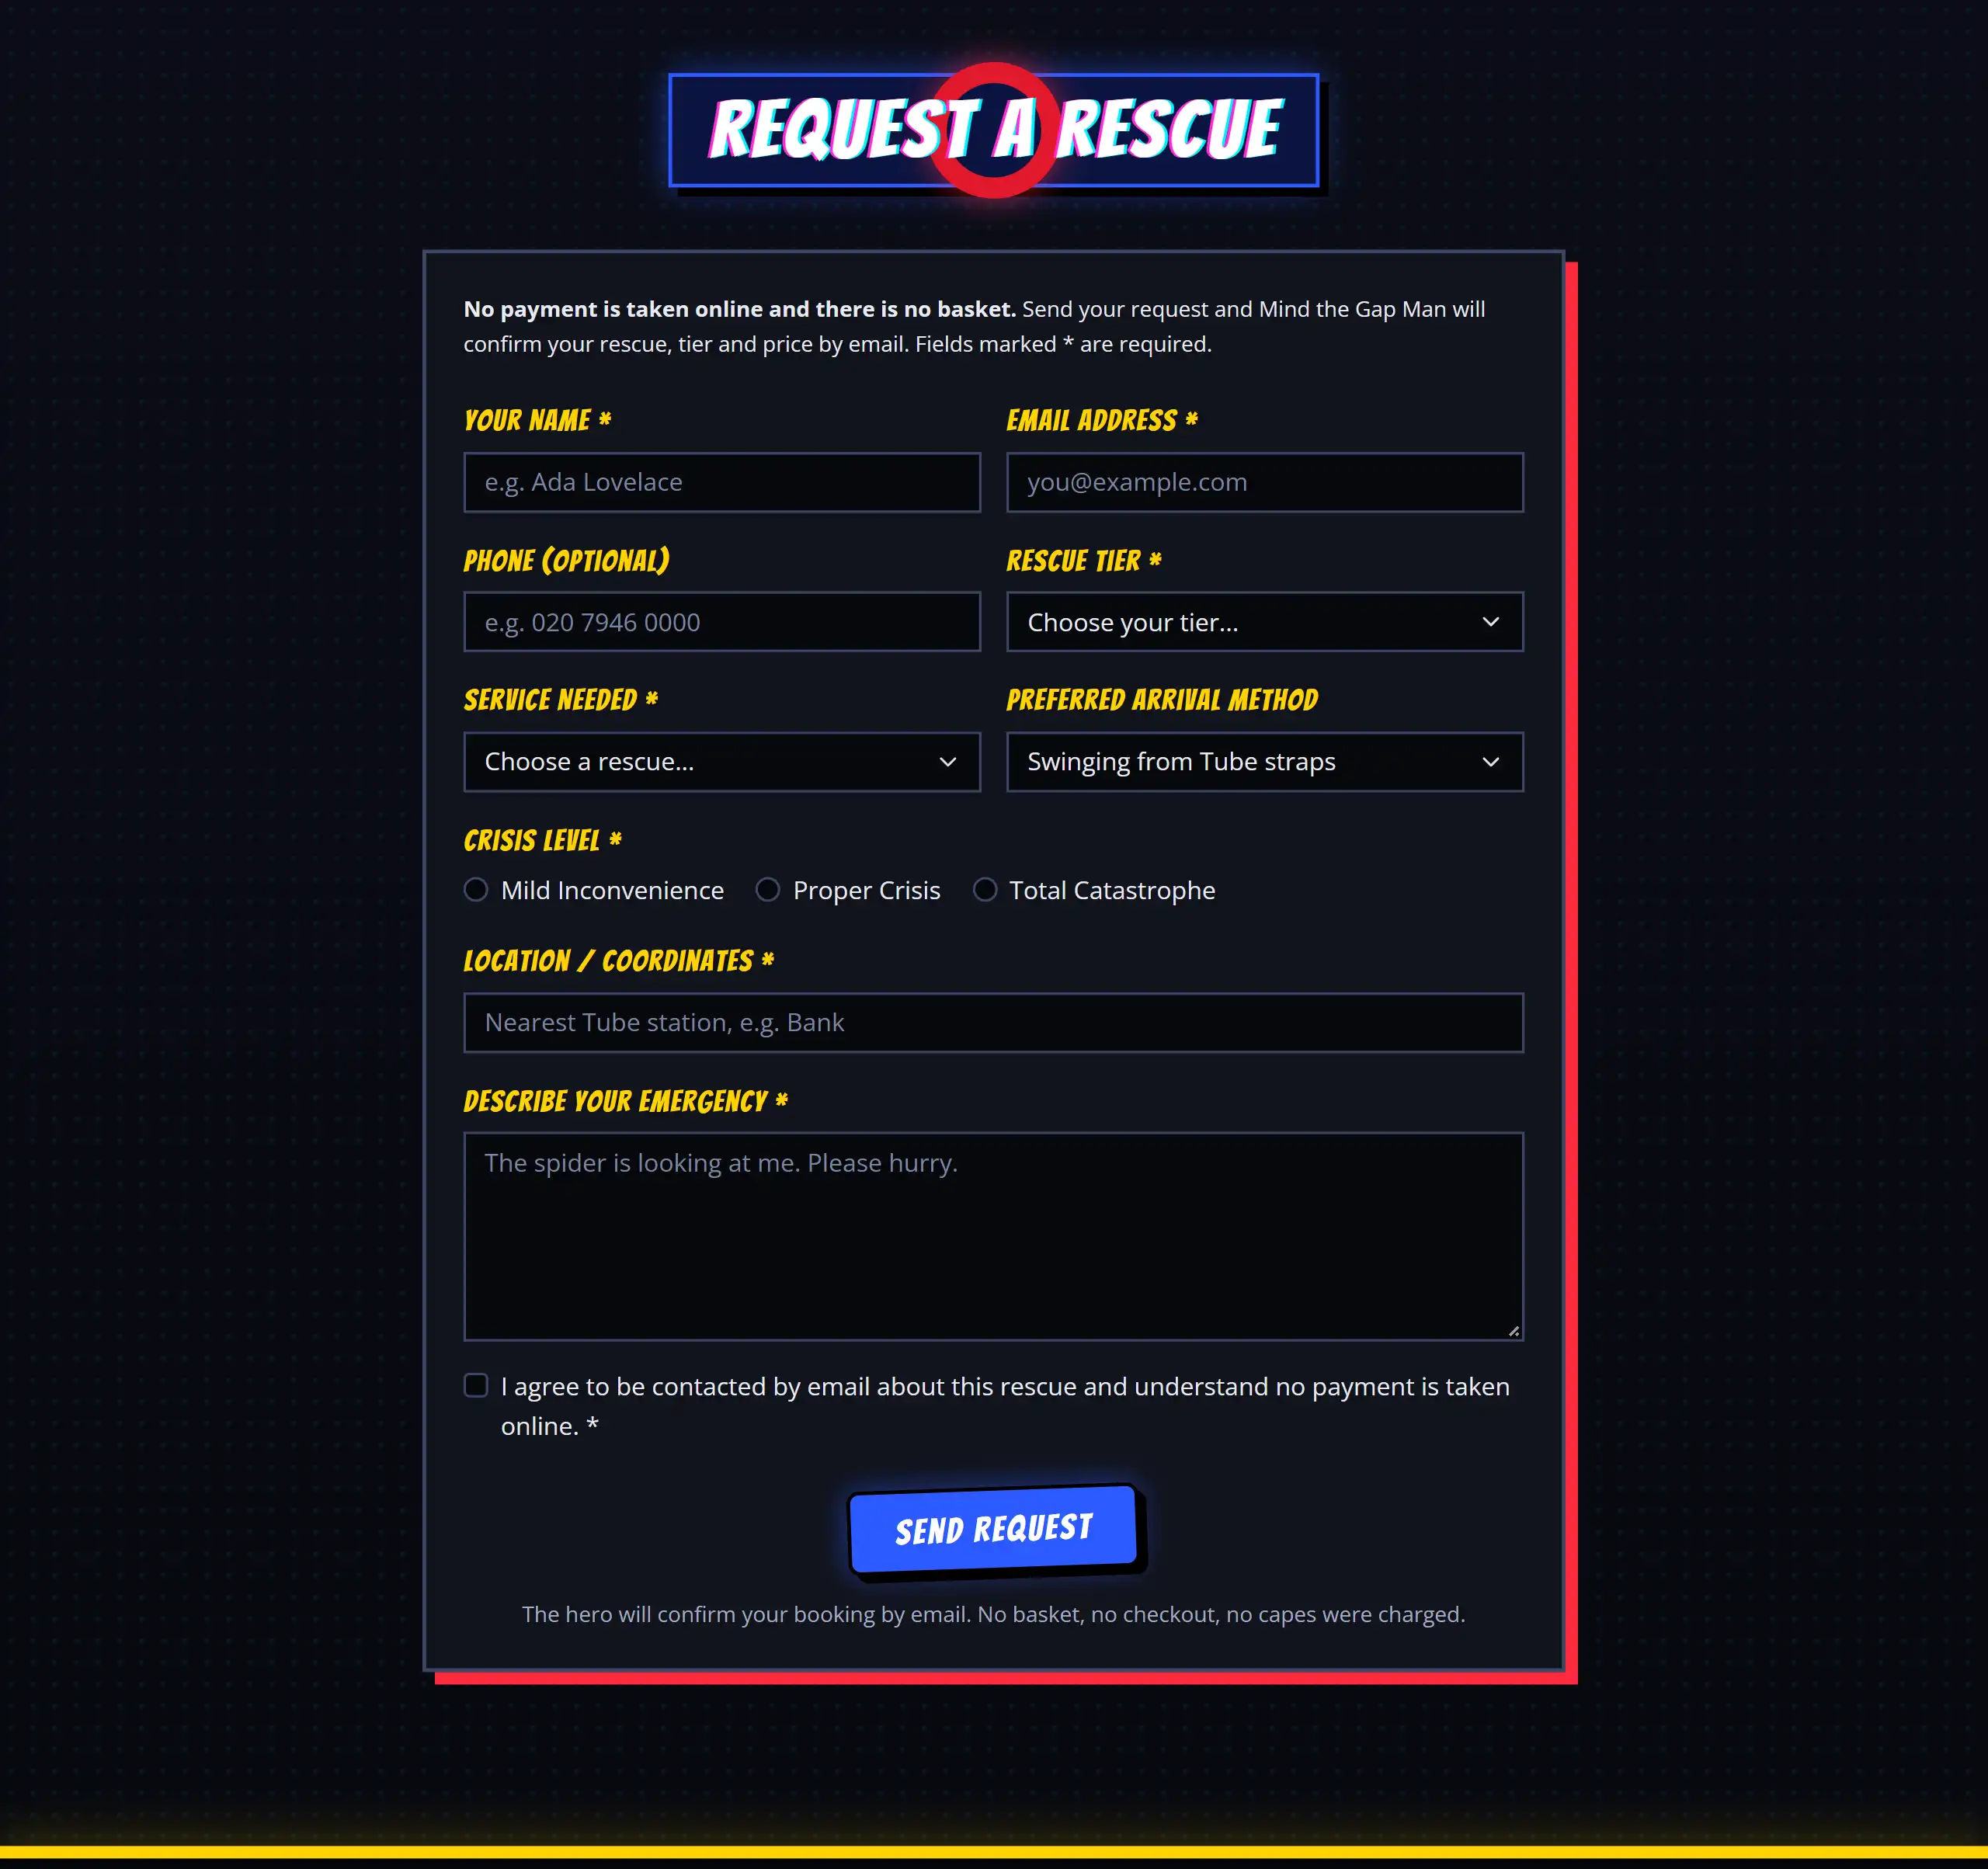 REQUEST A RESCUE
No payment is taken online and there is no basket. Send your request and Mind the Gap Man will
confirm your rescue, tier and price by email. Fields marked * are required.
YOUR NAME *
EMAIL ADDRESS *
e.g. Ada Lovelace
you@example.com
PHONE (OPTIONAL)
RESCUE TIER *
e.g. 020 7946 0000
Choose your tier...
SERVICE NEEDED *
PREFERRED ARRIVAL METHOD
Choose a rescue...
Swinging from Tube straps
CRISIS LEVEL *
Mild Inconvenience
Proper Crisis
Total Catastrophe
LOCATION / COORDINATES *
Nearest Tube station, e.g. Bank
DESCRIBE YOUR EMERGENCY *
The spider is looking at me. Please hurry.
I agree to be contacted by email about this rescue and understand no payment is taken
online. *
SEND REQUEST
The hero will confirm your booking by email. No basket, no checkout, no capes were charged.